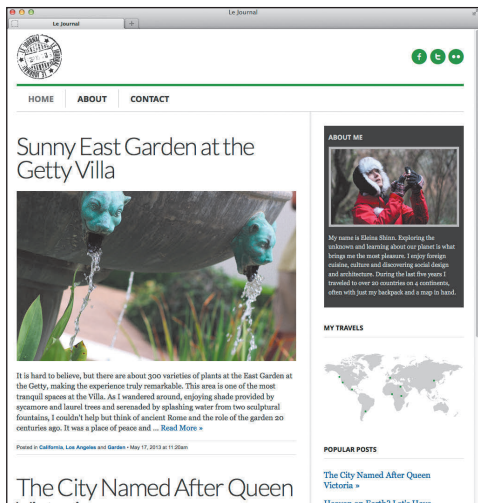 Le Journal
Le Journal
LE JOURNAL
HOME ABOUT CONTACT
Sunny East Garden at the
Getty Villa
It is hard to believe, but there are about 300 varieties of plants at the East Garden at
the Getty, making the experience truly remarkable. This area is one of the most
tranquil spaces at the Villa. As I wandered around, enjoying shade provided by
sycamore and laurel trees and serenaded by splashing water from two sculptural
fountains, I couldn't help but think of ancient Rome and the role of the garden 20
centuries ago. It was a place of peace and ... Read More »
Posted in California, Los Angeles and Garden • May 17, 2013 at 11:20am
The City Named After Queen
ABOUT ME
My name is Eleina Shinn. Exploring the
unknown and learning about our planet is what
brings me the most pleasure. I enjoy foreign
cuisine, culture and discovering social design
and architecture. During the last five years I
traveled to over 20 countries on 4 continents,
often with just my backpack and a map in hand.
MY TRAVELS
POPULAR POSTS
The City Named After Queen
Victoria »